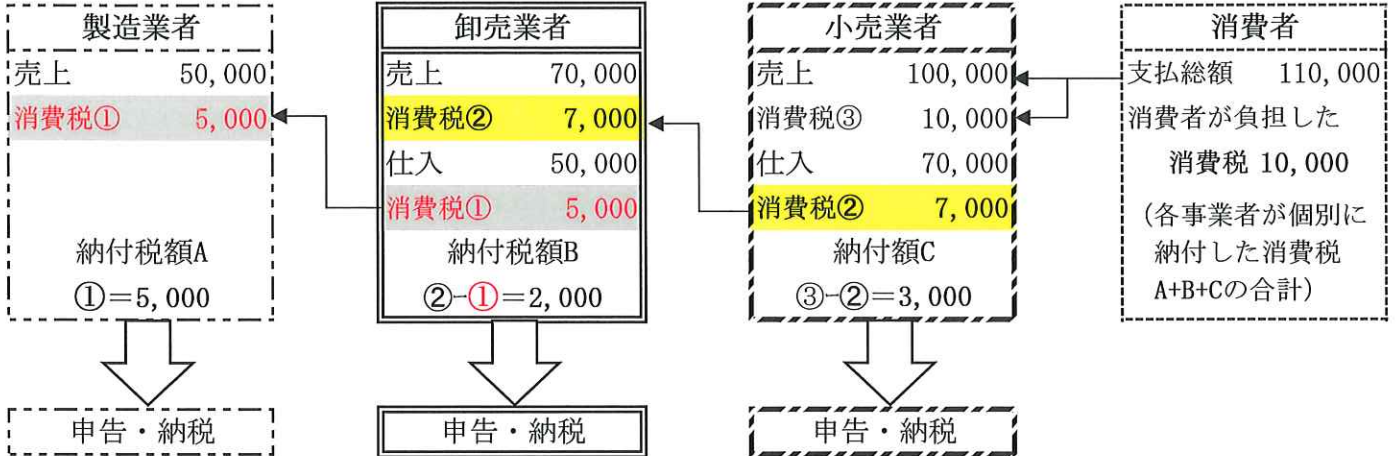 製造業者
売上 50,000
消費税① 5,000
納付税額A
①=5,000
申告・納税
卸売業者
売上 70,000
消費税② 7,000
仕入 50,000
消費税① 5,000
納付税額B
②-①=2,000
申告・納税
小売業者
売上 100,000
消費税③ 10,000
仕入 70,000
消費税② 7,000
納付額C
③-②=3,000
申告・納税
消費者
支払総額 110,000
消費者が負担した
消費税 10,000
(各事業者が個別に
納付した消費税
A+B+Cの合計)